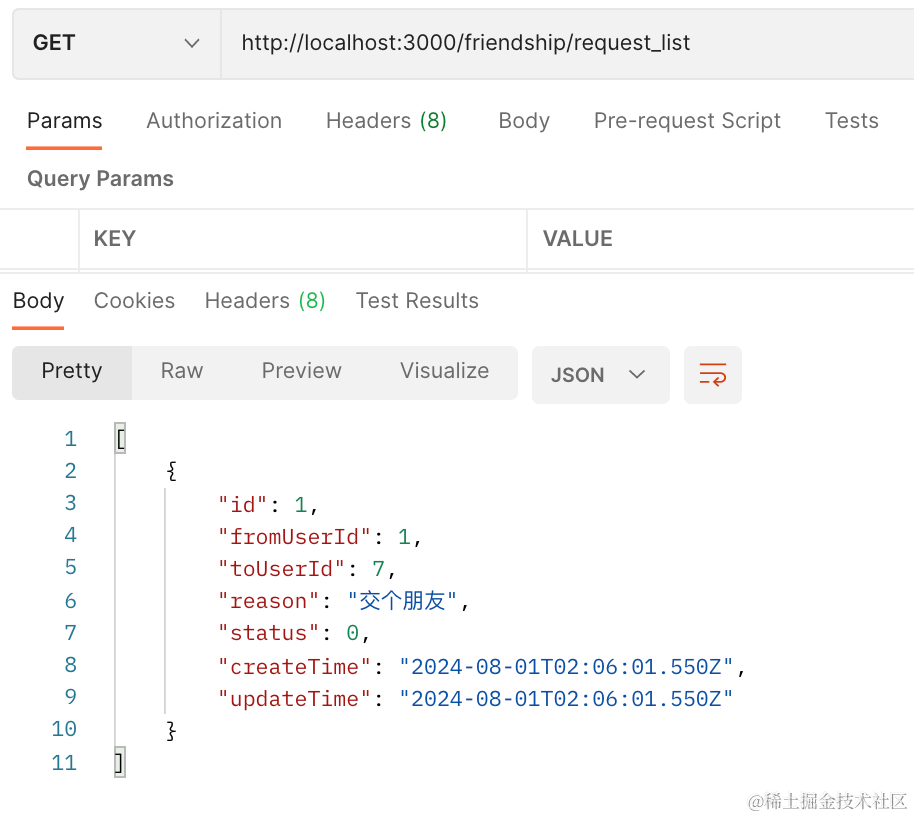 GET http://localhost:3000/friendship/request_list
Params Authorization Headers (8) Body Pre-request Script Tests
Query Params
KEY VALUE
Body Cookies Headers (8) Test Results
Pretty Raw Preview Visualize JSON
1 [
2 {
3 "id": 1,
4 "fromUserId": 1,
5 "toUserId": 7,
6 "reason": "交个朋友",
7 "status": 0,
8 "createTime": "2024-08-01T02:06:01.550Z",
9 "updateTime": "2024-08-01T02:06:01.550Z"
10 }
11 ]
@稀土掘金技术社区